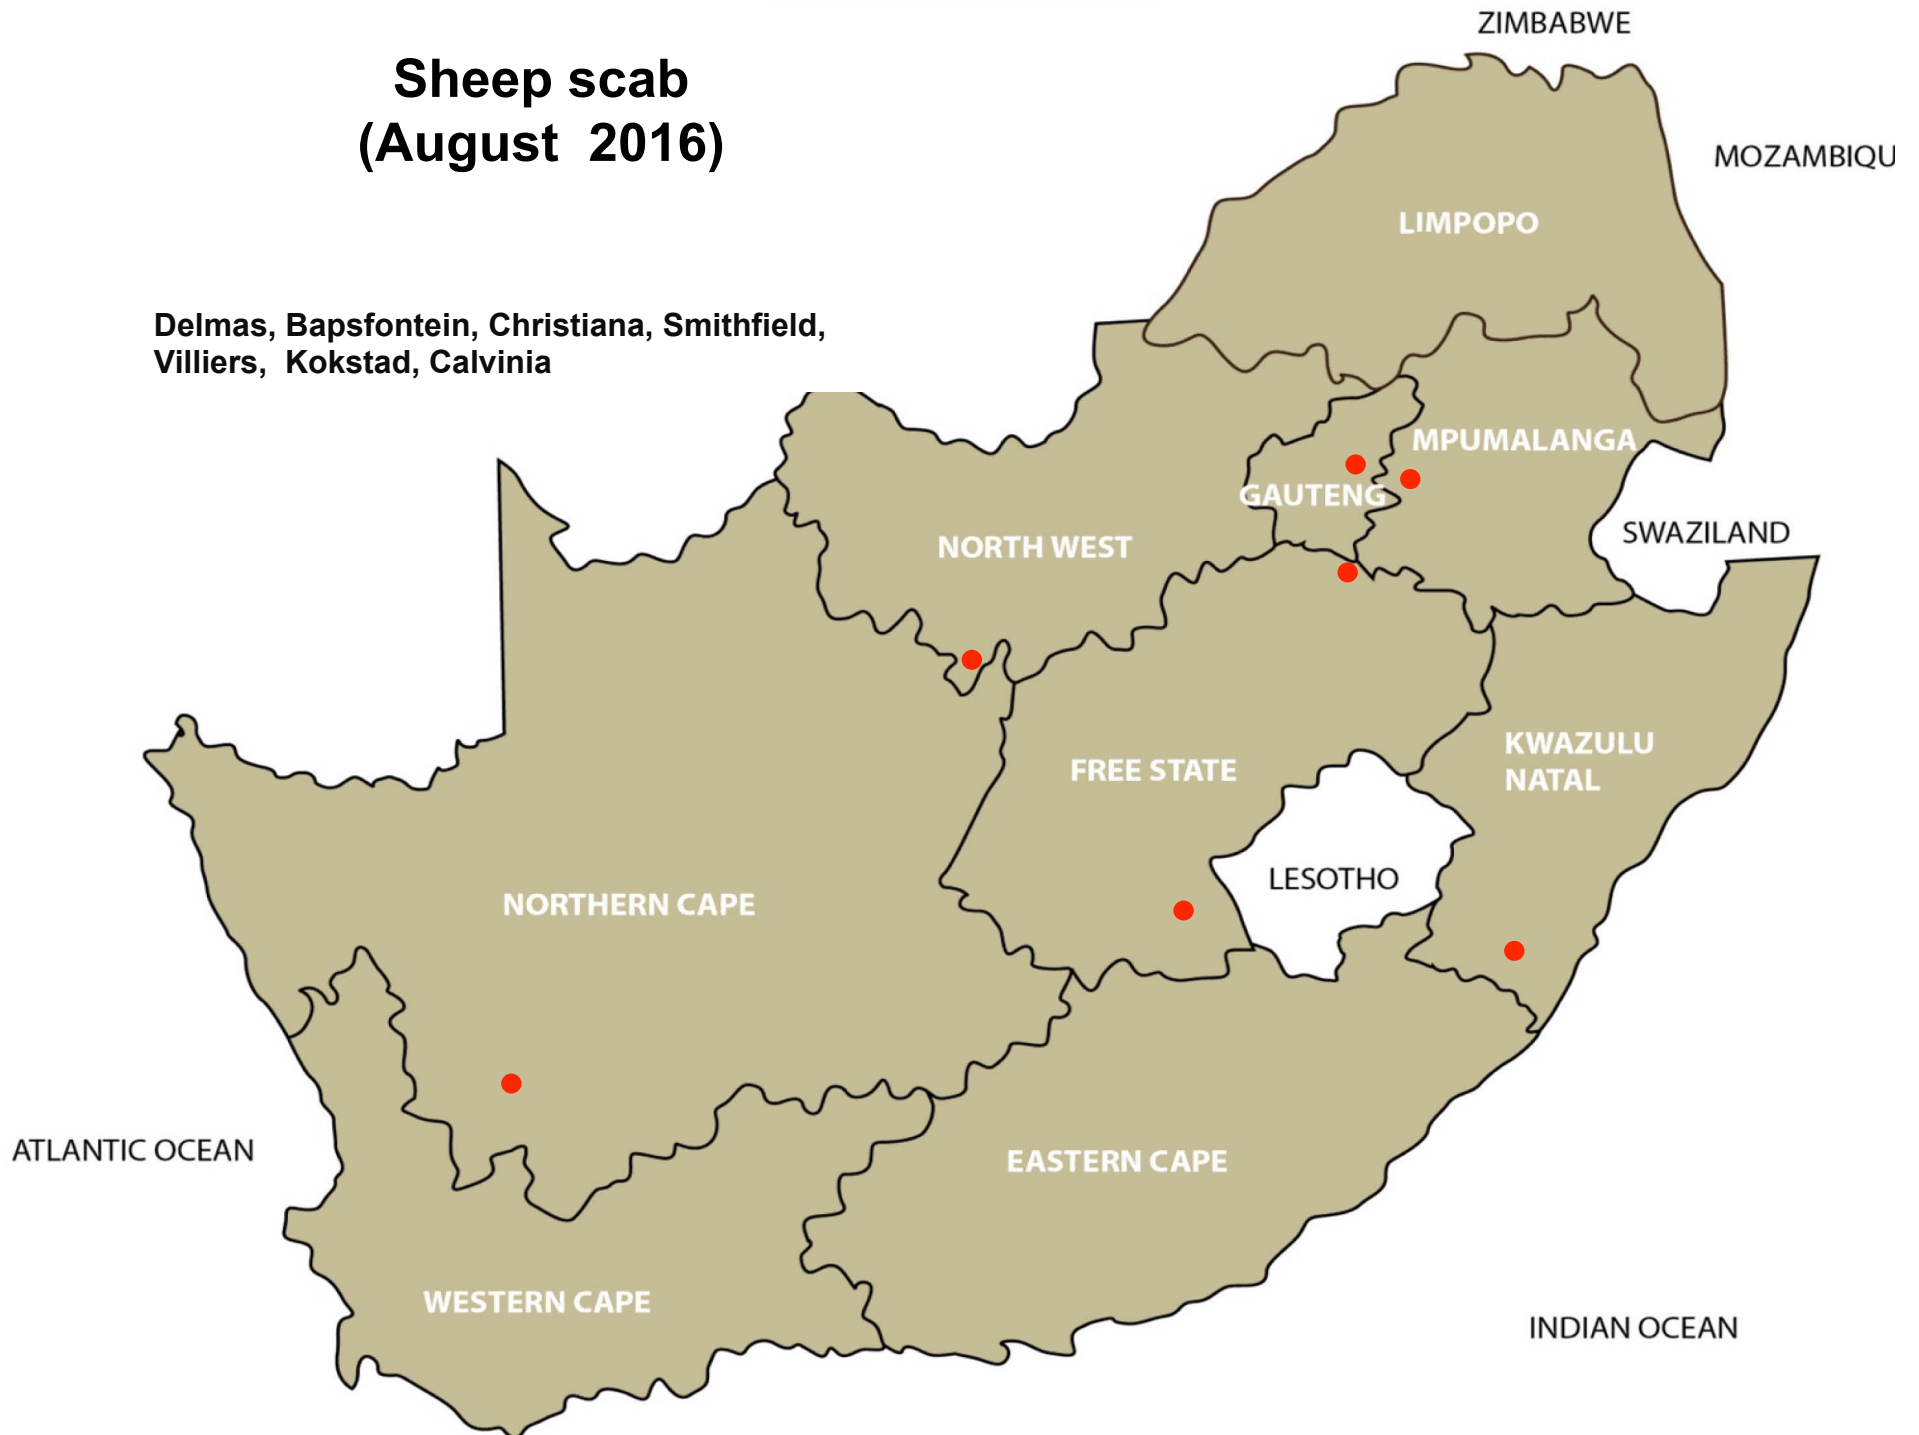 ZIMBABWE
Sheep scab
(August  2016)
MOZAMBIQU
LIMPOPO
Delmas, Bapsfontein, Christiana, Smithfield,
Villiers,  Kokstad, Calvinia
MPUMALANGA
GAUTENG
SWAZILAND
NORTH WEST
KWAZULU
NATAL
FREE STATE
LESOTHO
NORTHERN CAPE
ATLANTIC OCEAN
EASTERN CAPE
WESTERN CAPE
INDIAN OCEAN